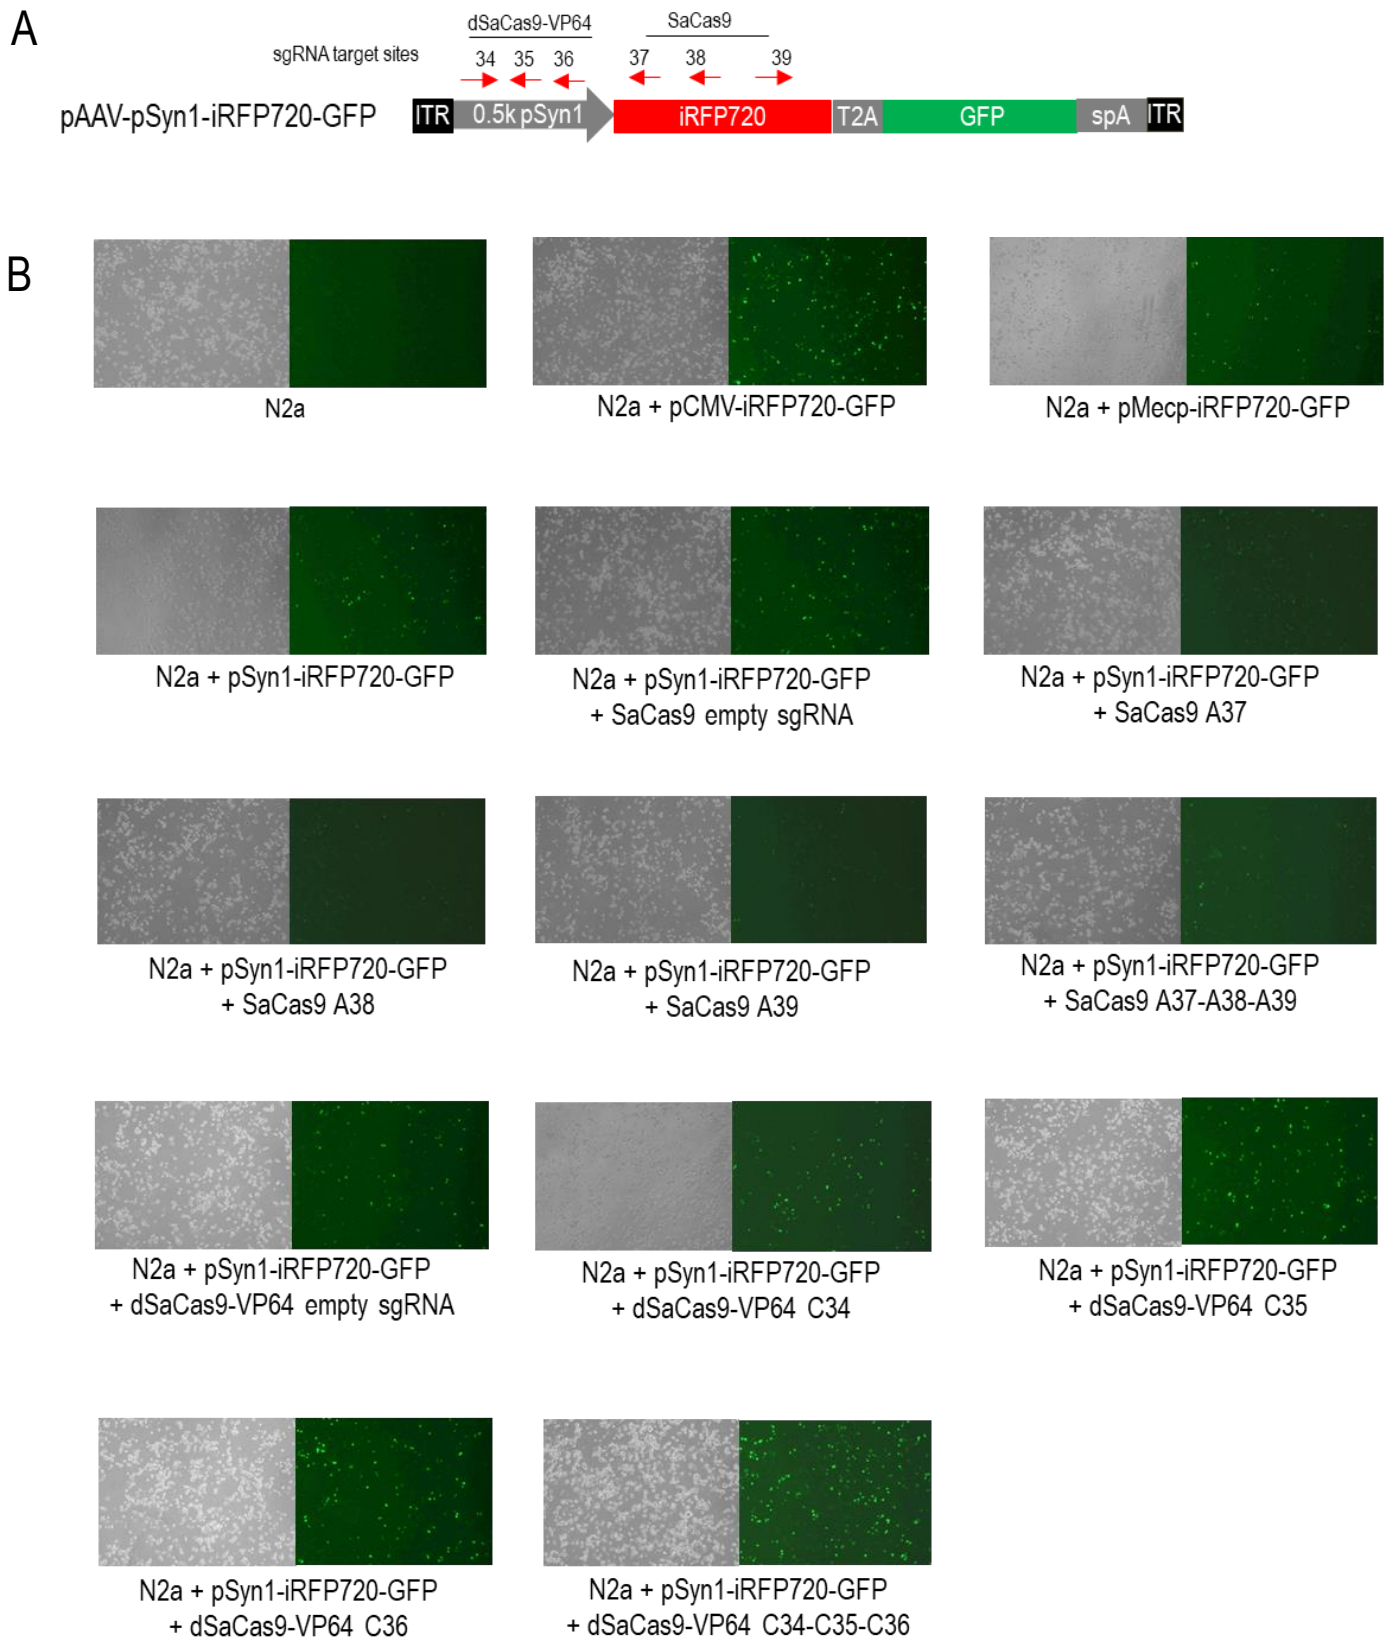 A
dSaCas9-VP64
SaCas9
sgRNA target sites
34 35 36 37 38 39
pAAV-pSyn1-iRFP720-GFP
ITR 0.5k pSyn1 iRFP720 T2A GFP spA ITR
B
N2a
N2a + pCMV-iRFP720-GFP
N2a + pMecp-iRFP720-GFP
N2a + pSyn1-iRFP720-GFP
N2a + pSyn1-iRFP720-GFP
+ SaCas9 empty sgRNA
N2a + pSyn1-iRFP720-GFP
+ SaCas9 A37
N2a + pSyn1-iRFP720-GFP
+ SaCas9 A38
N2a + pSyn1-iRFP720-GFP
+ SaCas9 A39
N2a + pSyn1-iRFP720-GFP
+ SaCas9 A37-A38-A39
N2a + pSyn1-iRFP720-GFP
+ dSaCas9-VP64 empty sgRNA
N2a + pSyn1-iRFP720-GFP
+ dSaCas9-VP64 C34
N2a + pSyn1-iRFP720-GFP
+ dSaCas9-VP64 C35
N2a + pSyn1-iRFP720-GFP
+ dSaCas9-VP64 C36
N2a + pSyn1-iRFP720-GFP
+ dSaCas9-VP64 C34-C35-C36